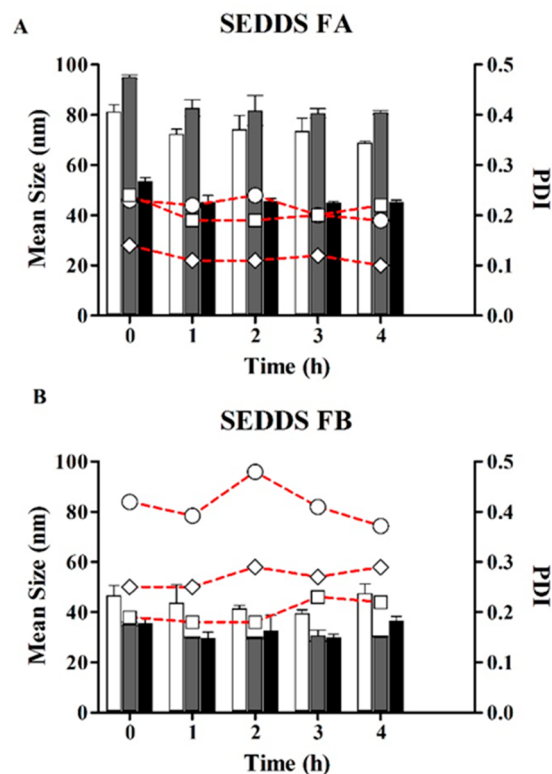 A
SEDDS FA
100 0.5
80 0.4
60 0.3
40 0.2
20 0.1
0 0.0
Mean Size (nm)
PDI
0 1 2 3 4
Time (h)
B
SEDDS FB
100 0.5
80 0.4
60 0.3
40 0.2
20 0.1
0 0.0
Mean Size (nm)
PDI
0 1 2 3 4
Time (h)